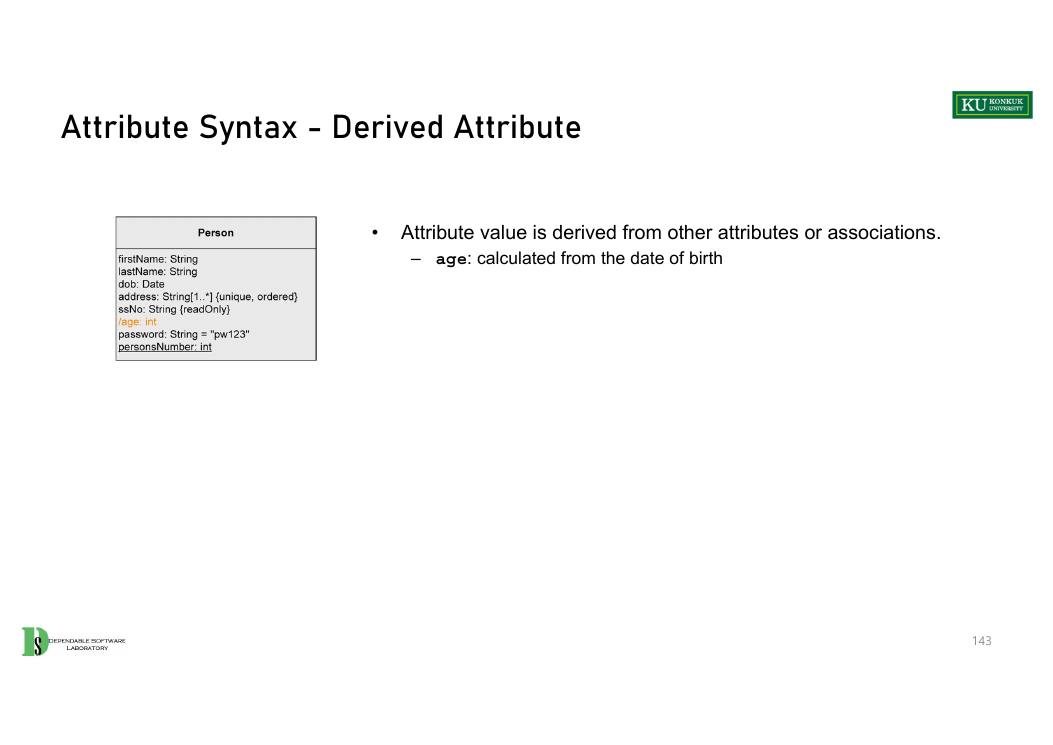 KU KONKUK
UNIVERSITY
Attribute Syntax - Derived Attribute
Person
firstName: String
lastName: String
dob: Date
address: String[1..*] {unique, ordered}
ssNo: String {readOnly}
/age: int
password: String = "pw123"
personsNumber: int
• Attribute value is derived from other attributes or associations.
– age: calculated from the date of birth
DS DEPENDABLE SOFTWARE
LABORATORY
143